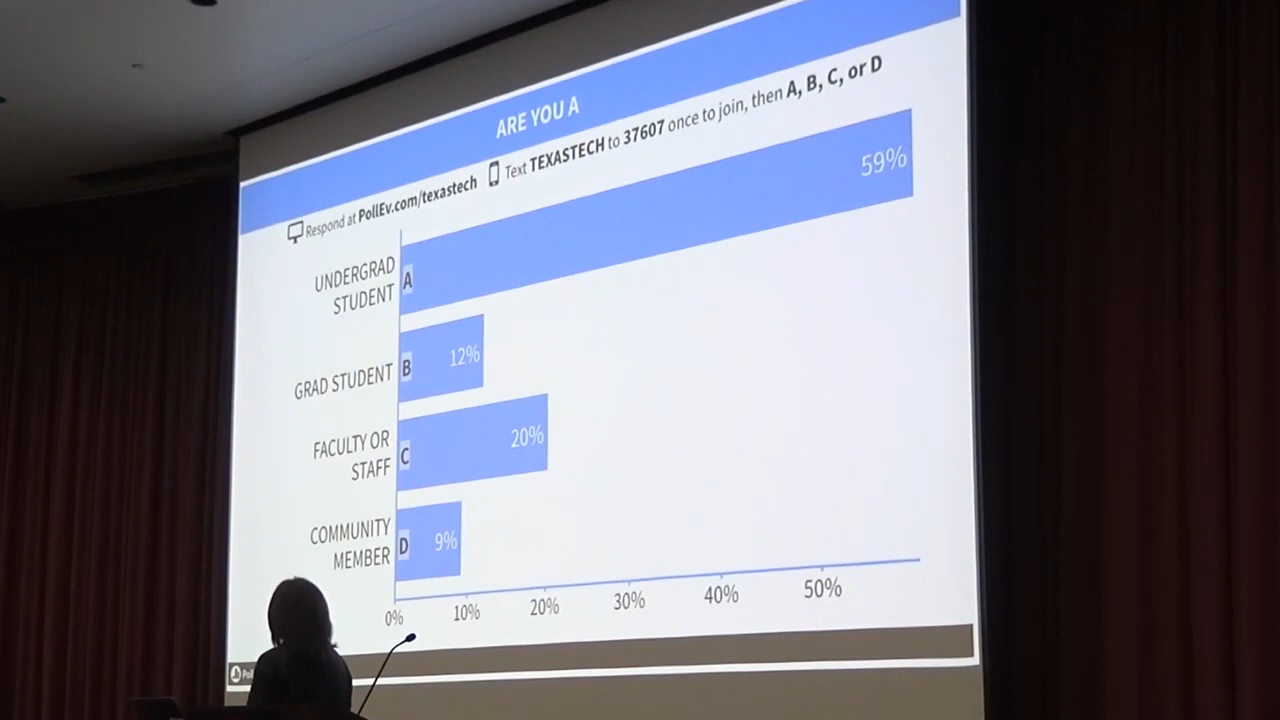 ARE YOU A
Respond at PollEv.com/texastech Text TEXASTECH to 37607 once to join, then A, B, C, or D
UNDERGRAD
STUDENT
A
59%
GRAD STUDENT
B
12%
FACULTY OR
STAFF
C
20%
COMMUNITY
MEMBER
D
9%
0% 10% 20% 30% 40% 50%